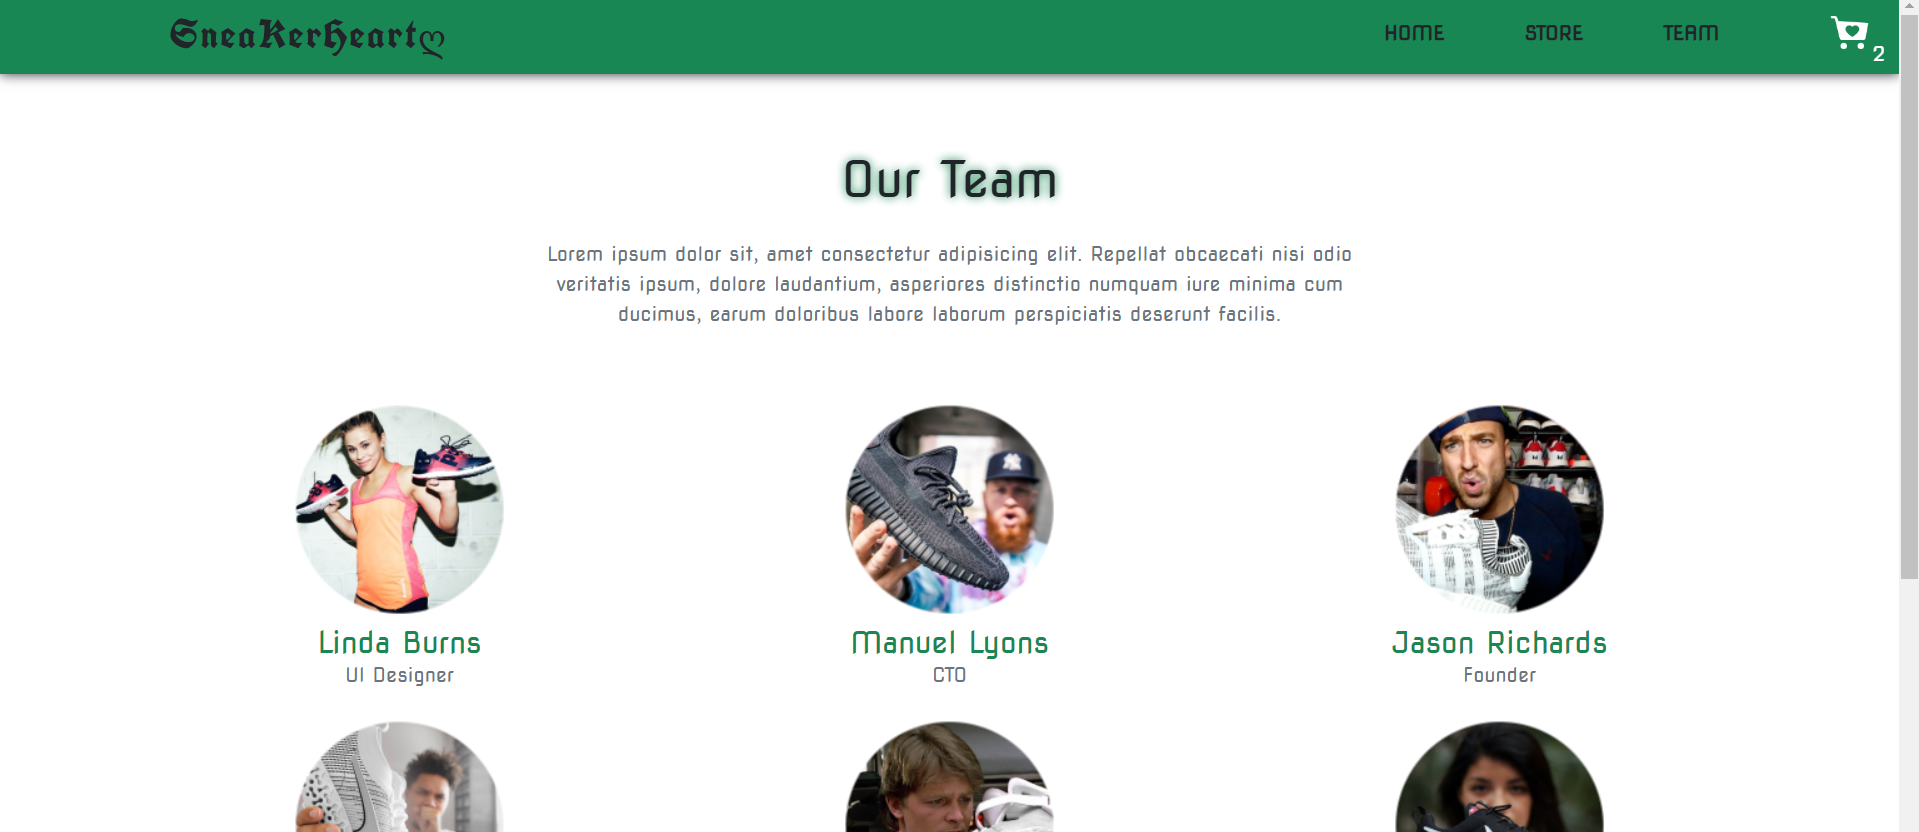 SneaKerHeartღ
HOME STORE TEAM
2
Our Team
Lorem ipsum dolor sit, amet consectetur adipisicing elit. Repellat obcaecati nisi odio
veritatis ipsum, dolore laudantium, asperiores distinctio numquam iure minima cum
ducimus, earum doloribus labore laborum perspiciatis deserunt facilis.
Linda Burns
UI Designer
Manuel Lyons
CTO
Jason Richards
Founder